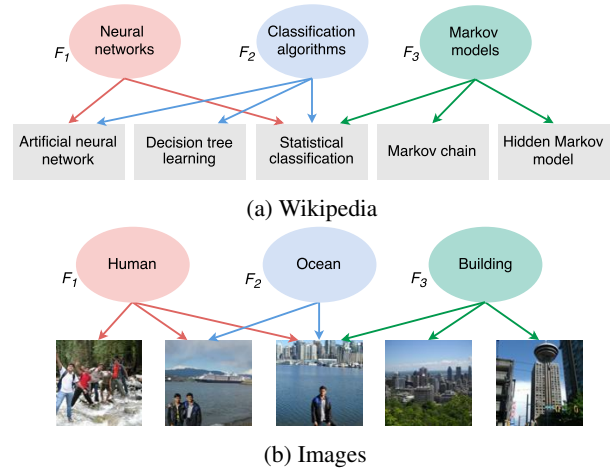 Neural
networks
F1
Classification
algorithms
F2
Markov
models
F3
Artificial neural
network
Decision tree
learning
Statistical
classification
Markov chain
Hidden Markov
model
(a) Wikipedia
Human
F1
Ocean
F2
Building
F3
(b) Images